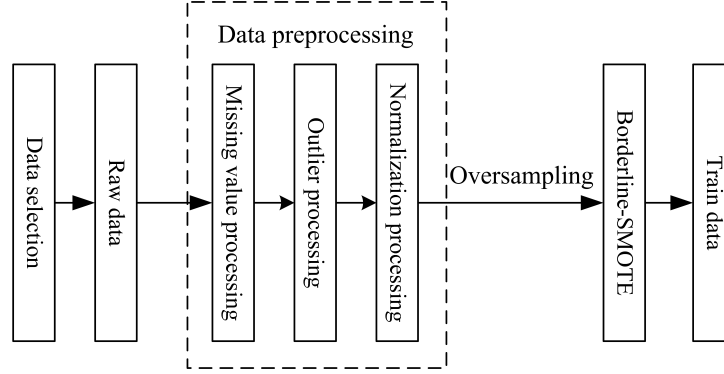 Data preprocessing
Data selection
Raw data
Missing value processing
Outlier processing
Normalization processing
Oversampling
Borderline-SMOTE
Train data